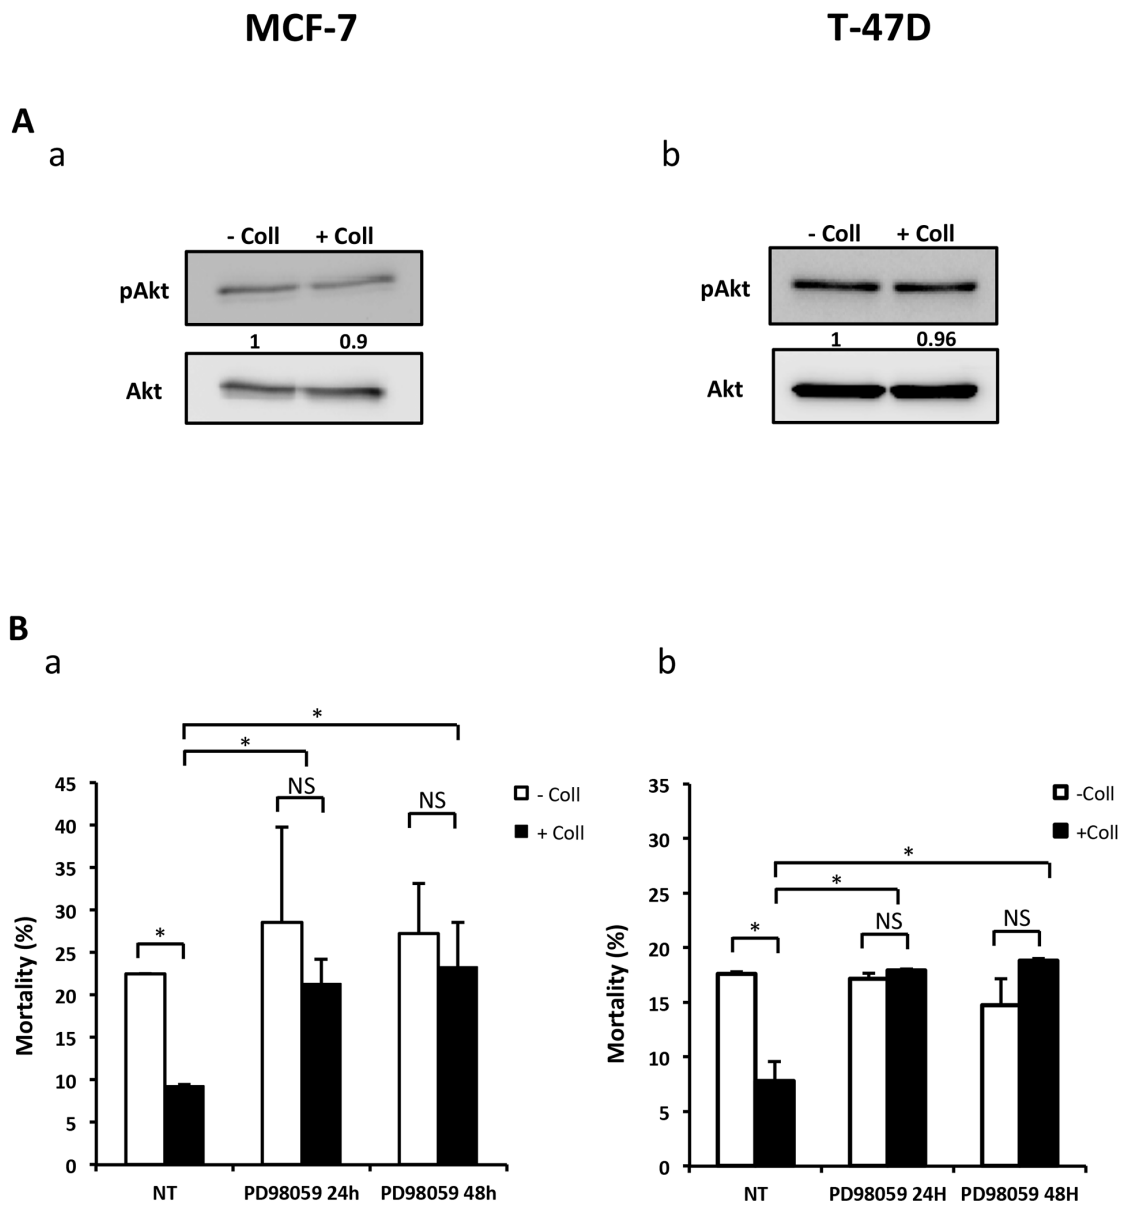 MCF-7
T-47D
A
a
b
- Coll + Coll
- Coll + Coll
pAkt
pAkt
1 0.9
1 0.96
Akt
Akt
B
a
b
*
*
NS
NS
*
- Coll
+ Coll
45
40
35
30
25
20
15
10
5
0
Mortality (%)
NT
PD98059 24h
PD98059 48h
*
*
NS
NS
*
-Coll
+Coll
35
30
25
20
15
10
5
0
Mortality (%)
NT
PD98059 24H
PD98059 48H